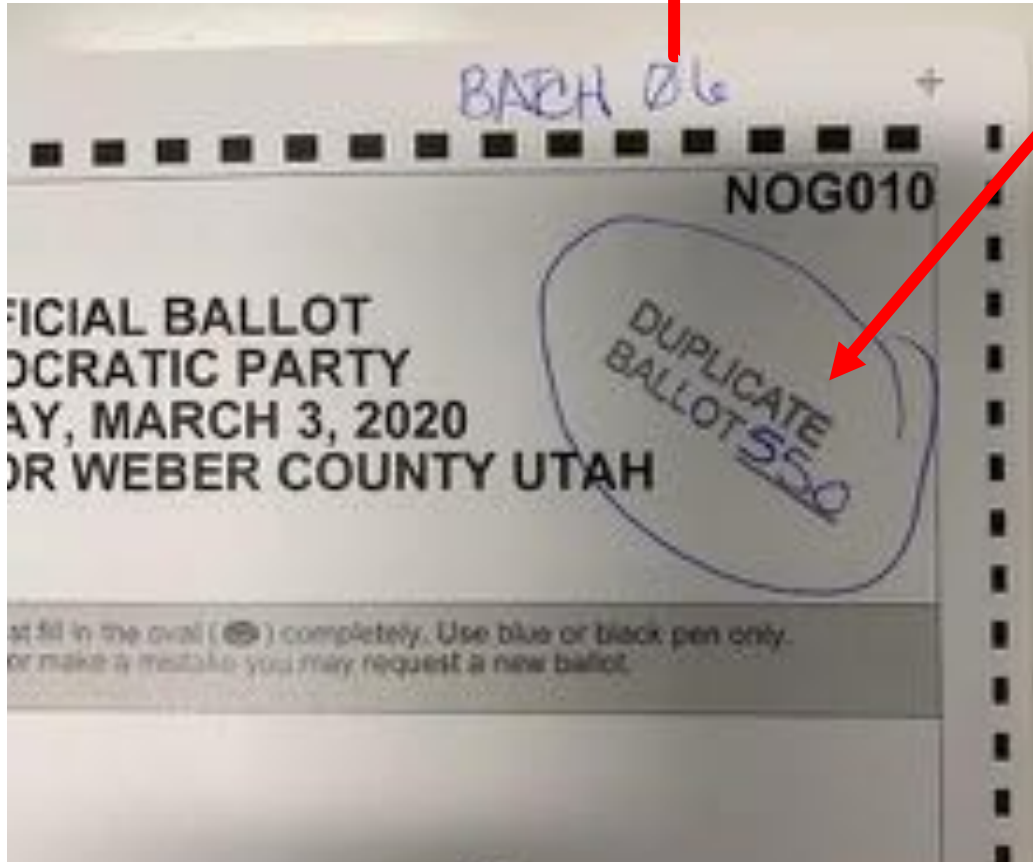 BATCH 06
NOG010
FICIAL BALLOT
OCRATIC PARTY
AY, MARCH 3, 2020
OR WEBER COUNTY UTAH
DUPLICATE
BALLOT 550
st fill in the oval ( ) completely. Use blue or black pen only.
or make a mistake you may request a new ballot.